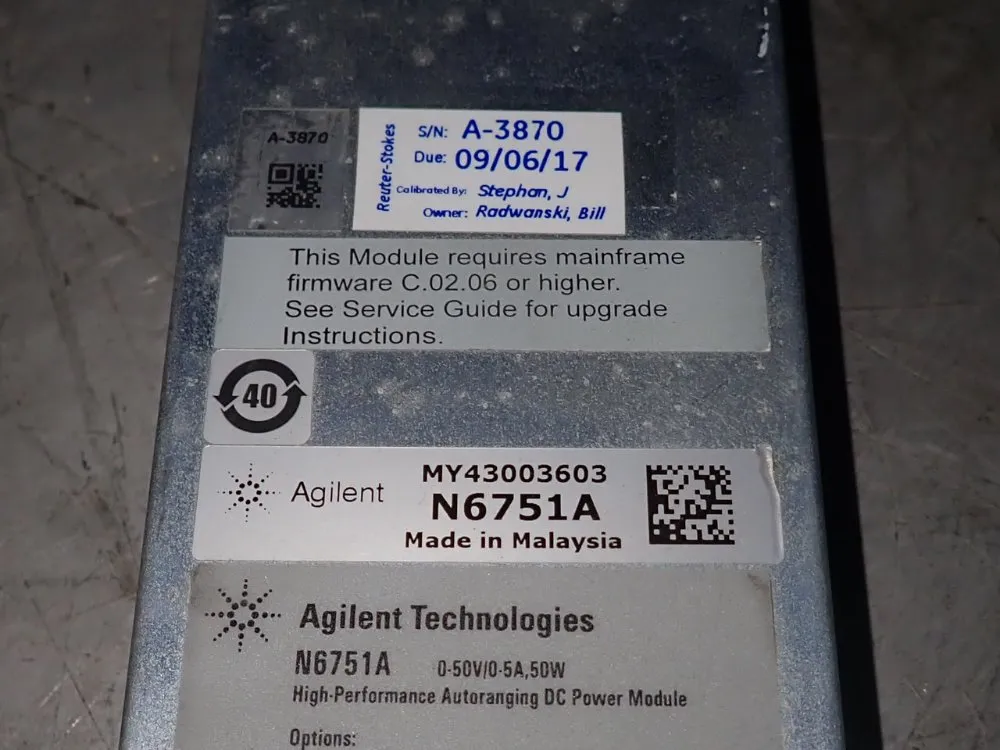 A-3870
Reuter-Stokes
S/N: A-3870
Due: 09/06/17
Calibrated By: Stephan, J
Owner: Radwanski, Bill
This Module requires mainframe
firmware C.02.06 or higher.
See Service Guide for upgrade
Instructions.
40
Agilent
MY43003603
N6751A
Made in Malaysia
Agilent Technologies
N6751A 0-50V/0-5A,50W
High-Performance Autoranging DC Power Module
Options: